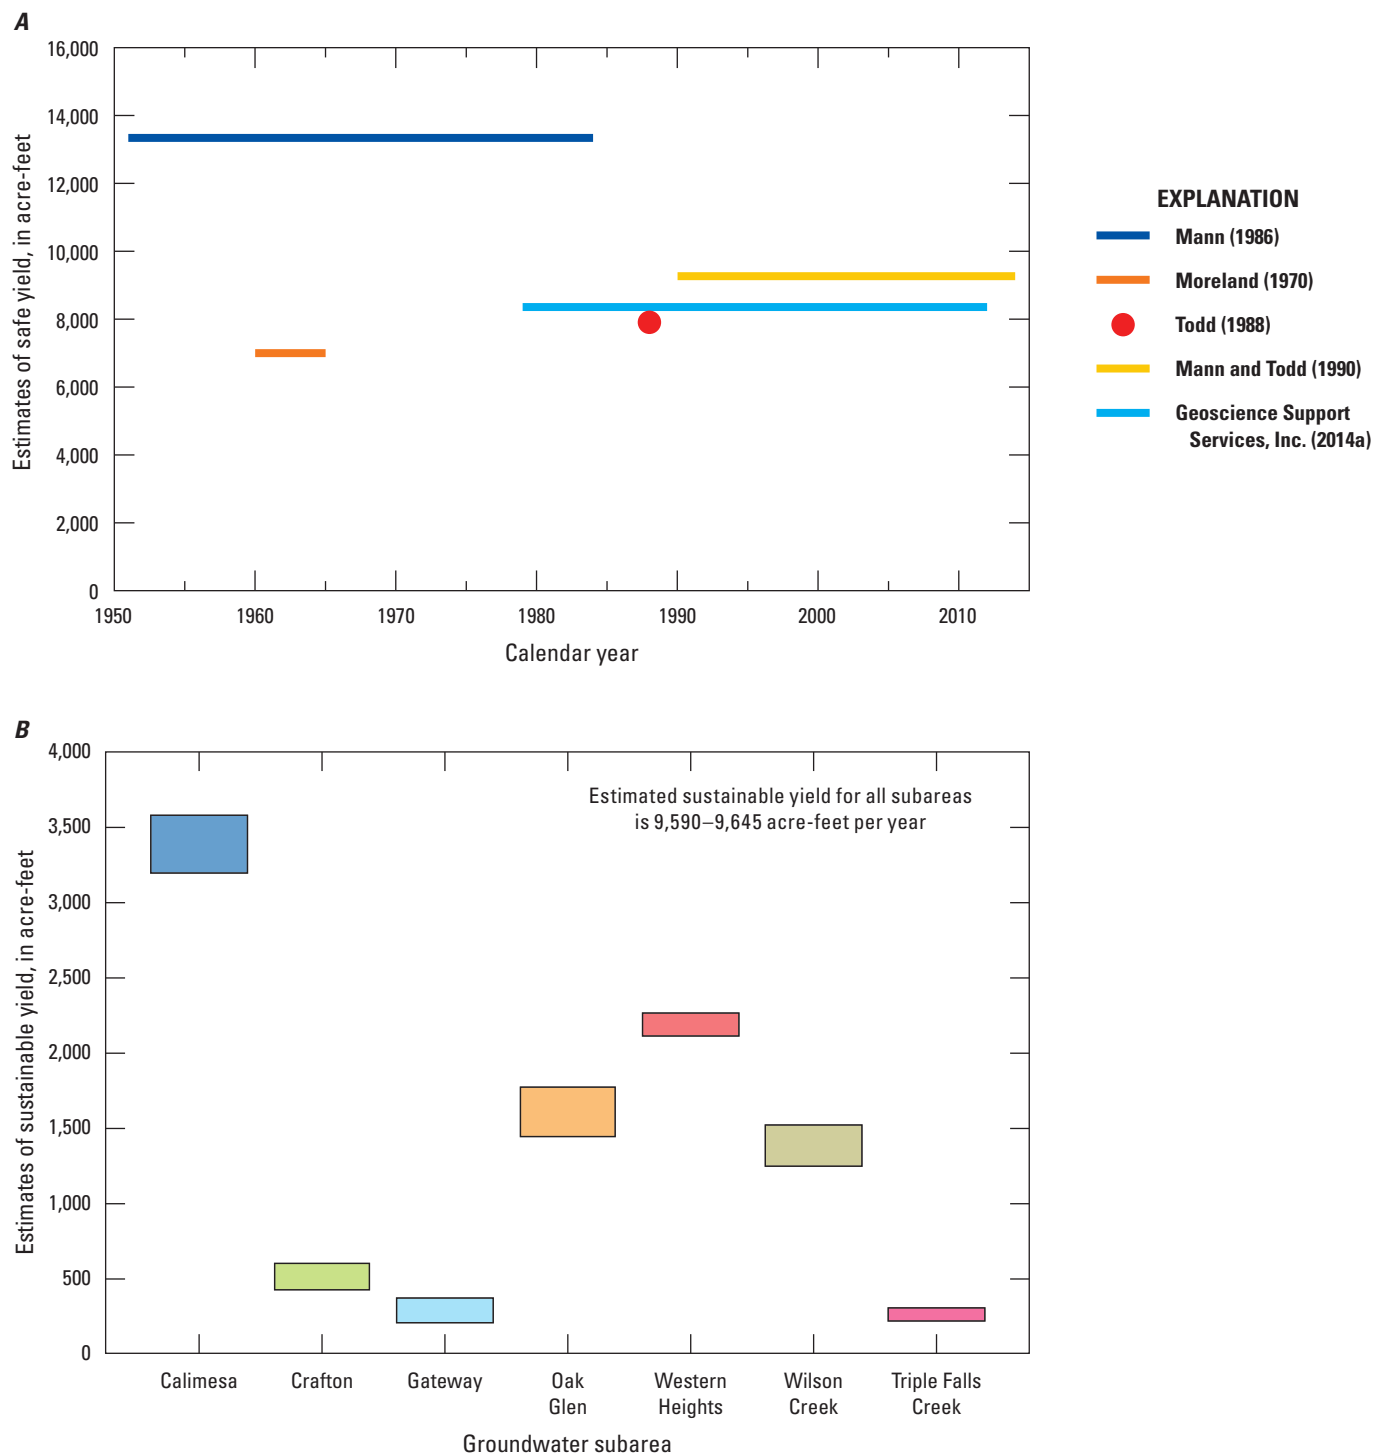 A
16,000
14,000
12,000
10,000
8,000
6,000
4,000
2,000
0
Estimates of safe yield, in acre-feet
1950 1960 1970 1980 1990 2000 2010
Calendar year
EXPLANATION
Mann (1986)
Moreland (1970)
Todd (1988)
Mann and Todd (1990)
Geoscience Support
Services, Inc. (2014a)
B
4,000
3,500
3,000
2,500
2,000
1,500
1,000
500
0
Estimates of sustainable yield, in acre-feet
Estimated sustainable yield for all subareas
is 9,590–9,645 acre-feet per year
Calimesa Crafton Gateway Oak Western Wilson Triple Falls
Glen Heights Creek Creek
Groundwater subarea